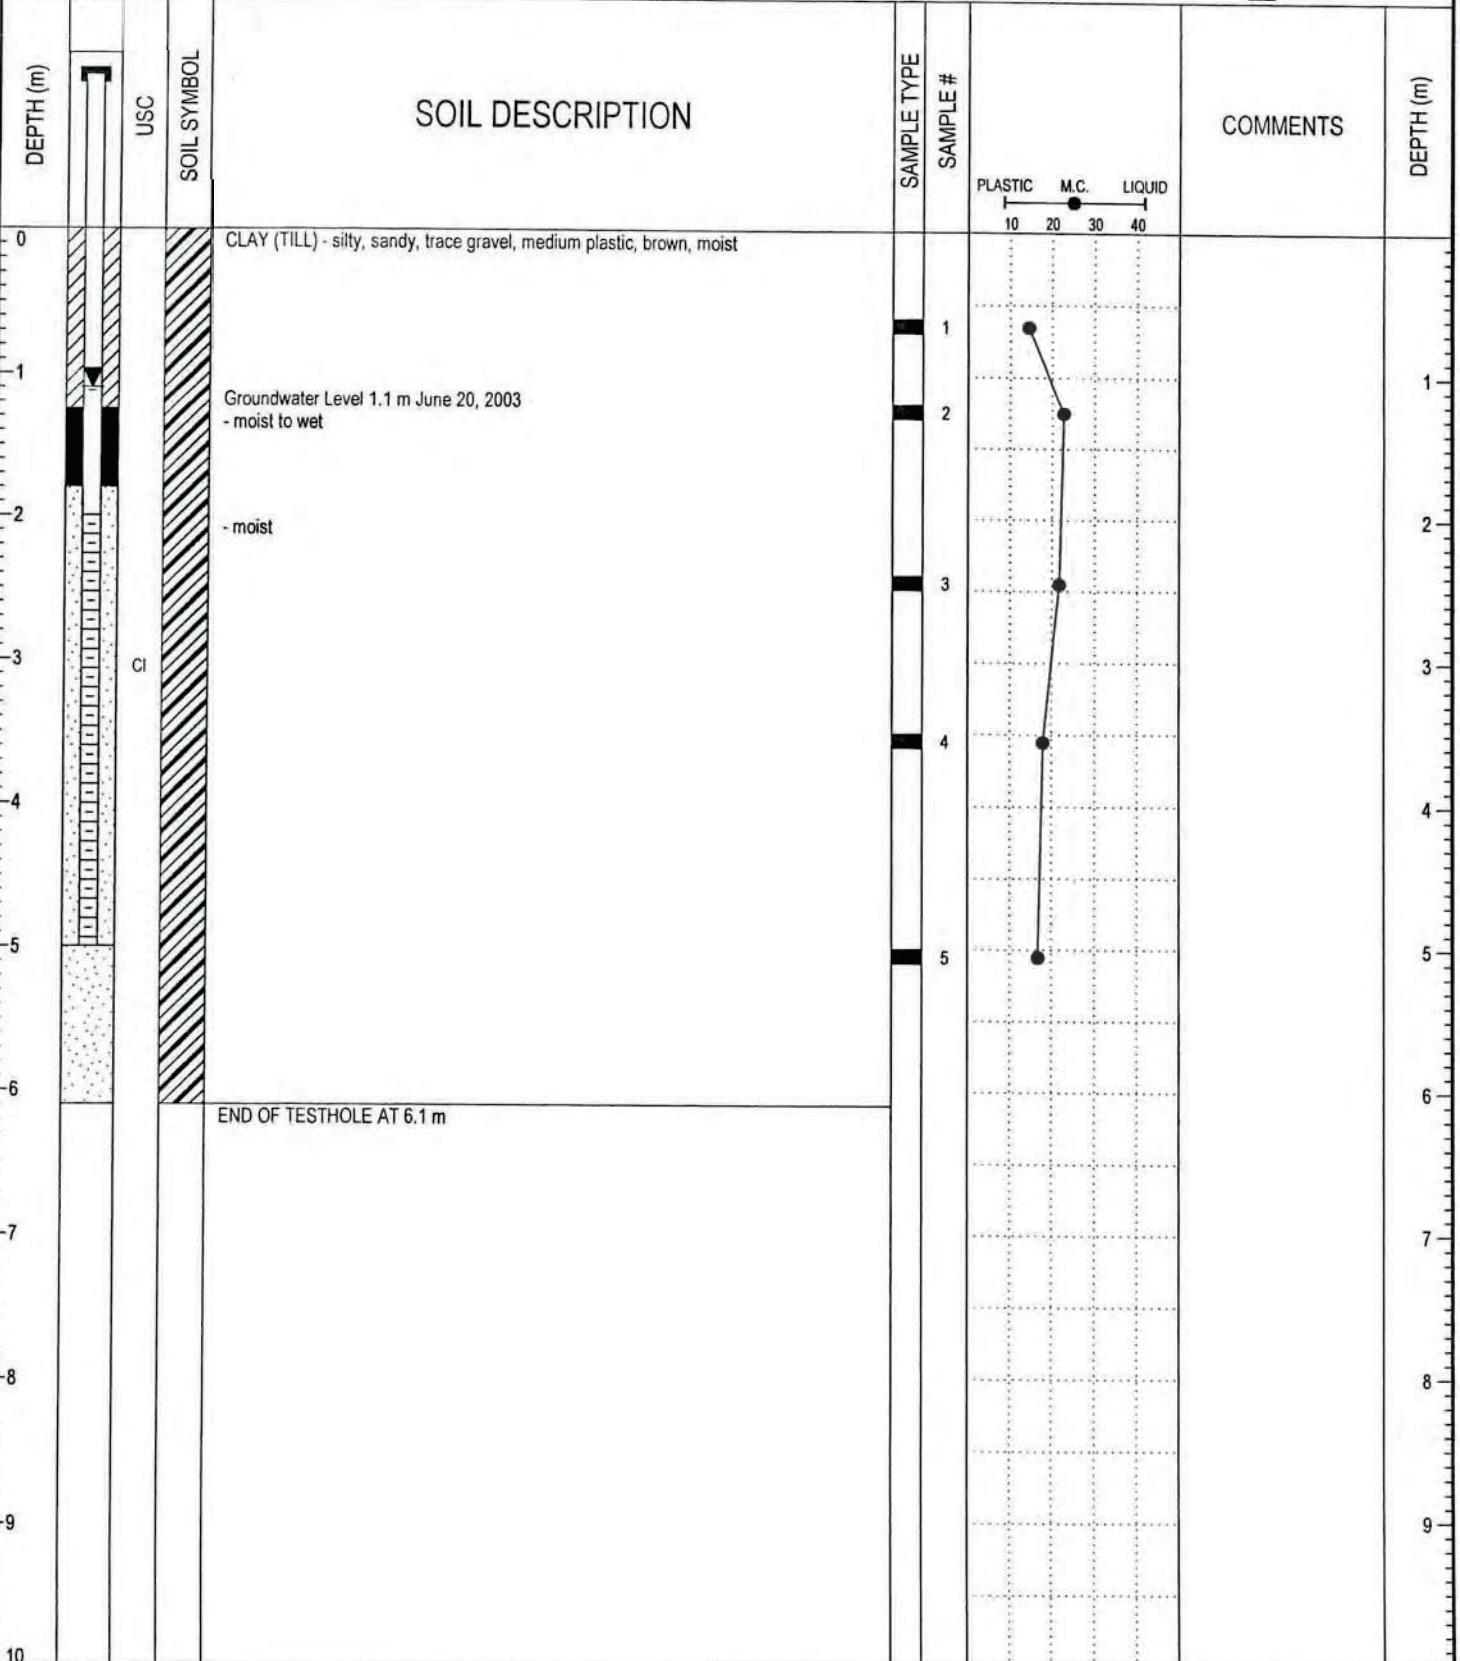 DEPTH (m)
USC
SOIL SYMBOL
SOIL DESCRIPTION
SAMPLE TYPE
SAMPLE #
PLASTIC M.C. LIQUID
10 20 30 40
COMMENTS
DEPTH (m)
0
CLAY (TILL) - silty, sandy, trace gravel, medium plastic, brown, moist
1
1
1
Groundwater Level 1.1 m June 20, 2003
- moist to wet
2
2
- moist
2
3
3
CI
3
4
4
4
5
5
5
6
6
END OF TESTHOLE AT 6.1 m
7
7
8
8
9
9
10